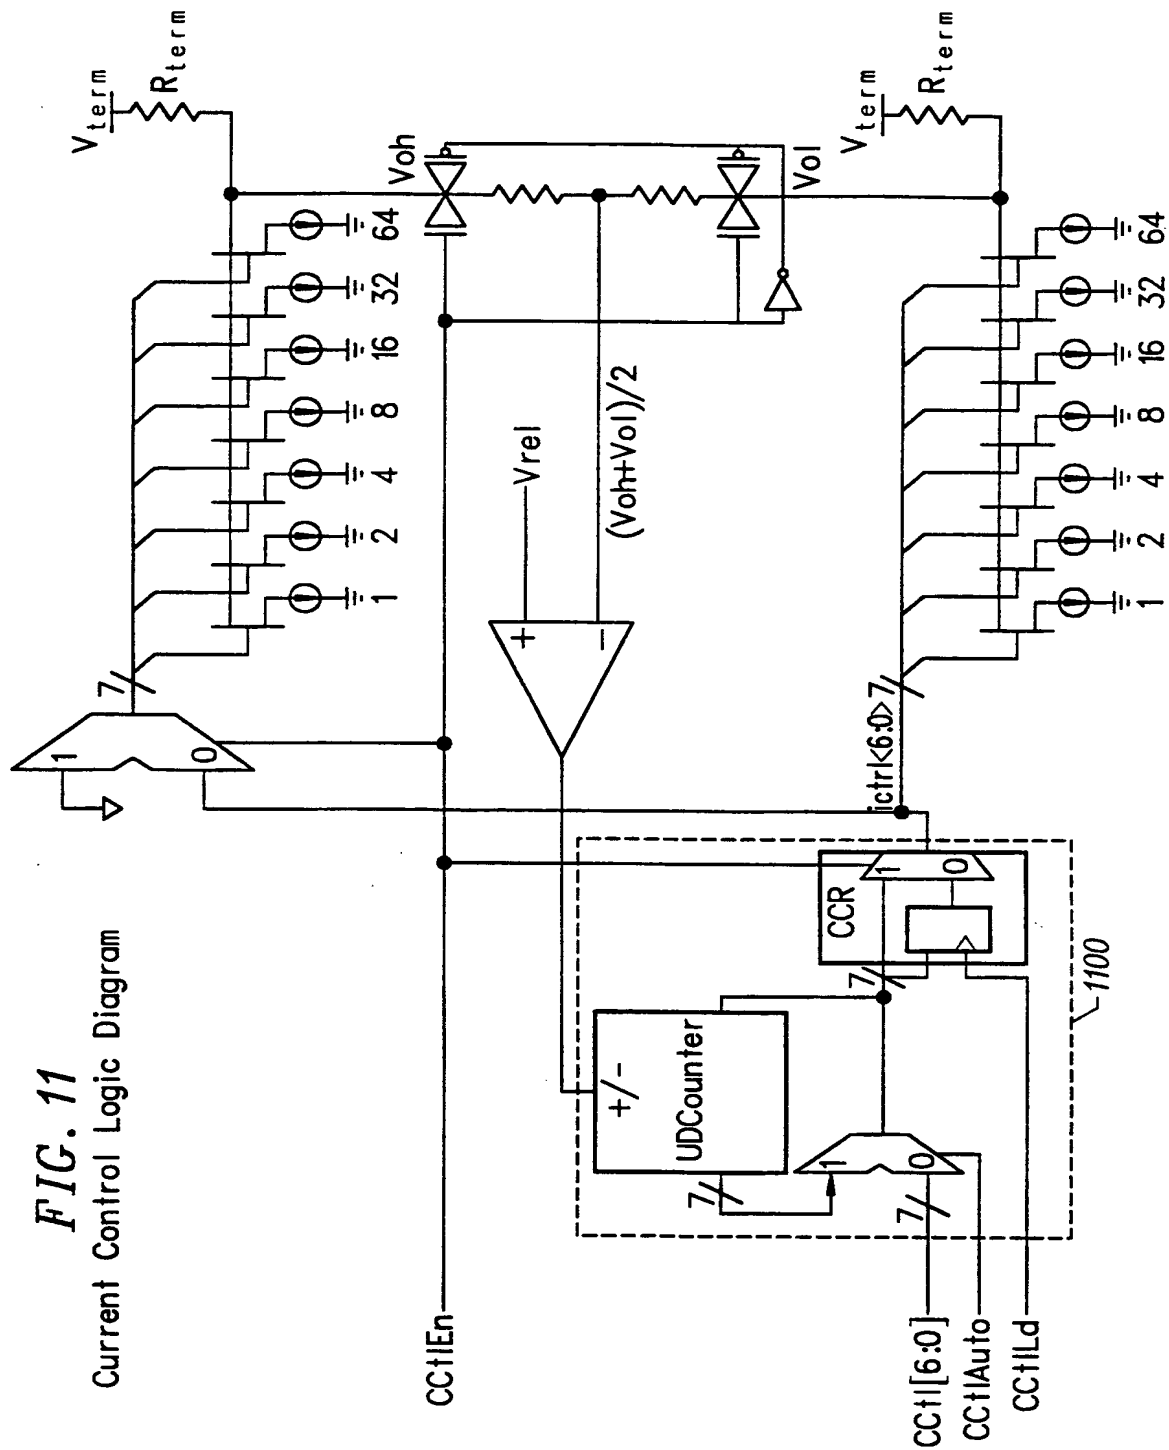 FIG. 11
Current Control Logic Diagram
1
0
7
1
2
4
8
16
32
64
Vterm
Rterm
CCtlEn
+
-
Vrel
(Voh+Vol)/2
Voh
Vol
+/-
UDCounter
7
1
0
7
7
CCR
1
0
1100
CCtl[6:0]
CCtlAuto
CCtlLd
ictrl<6:0>
7
1
2
4
8
16
32
64
Vterm
Rterm